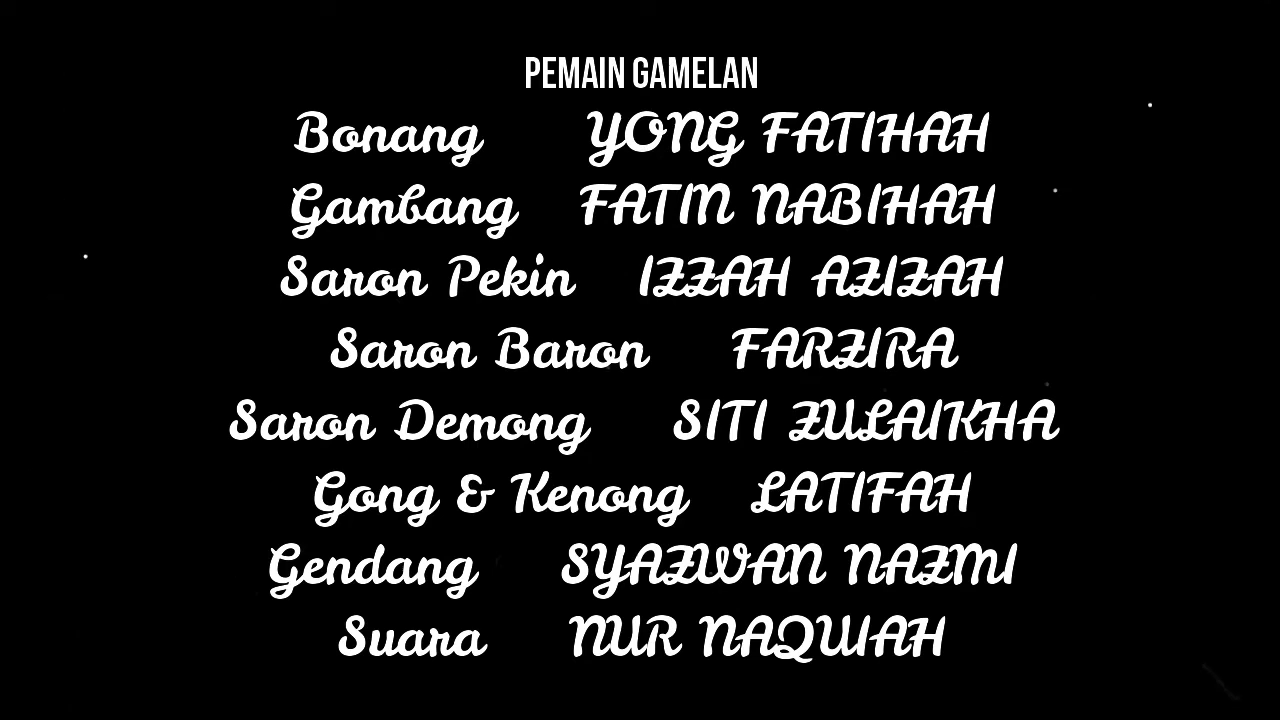 PEMAIN GAMELAN
Bonang YONG FATIHAH
Gambang FATIN NABIHAH
Saron Pekin IZZAH AZIZAH
Saron Baron FARZIRA
Saron Demong SITI ZULAIKHA
Gong & Kenong LATIFAH
Gendang SYAZWAN NAZMI
Suara NUR NAQUIAH